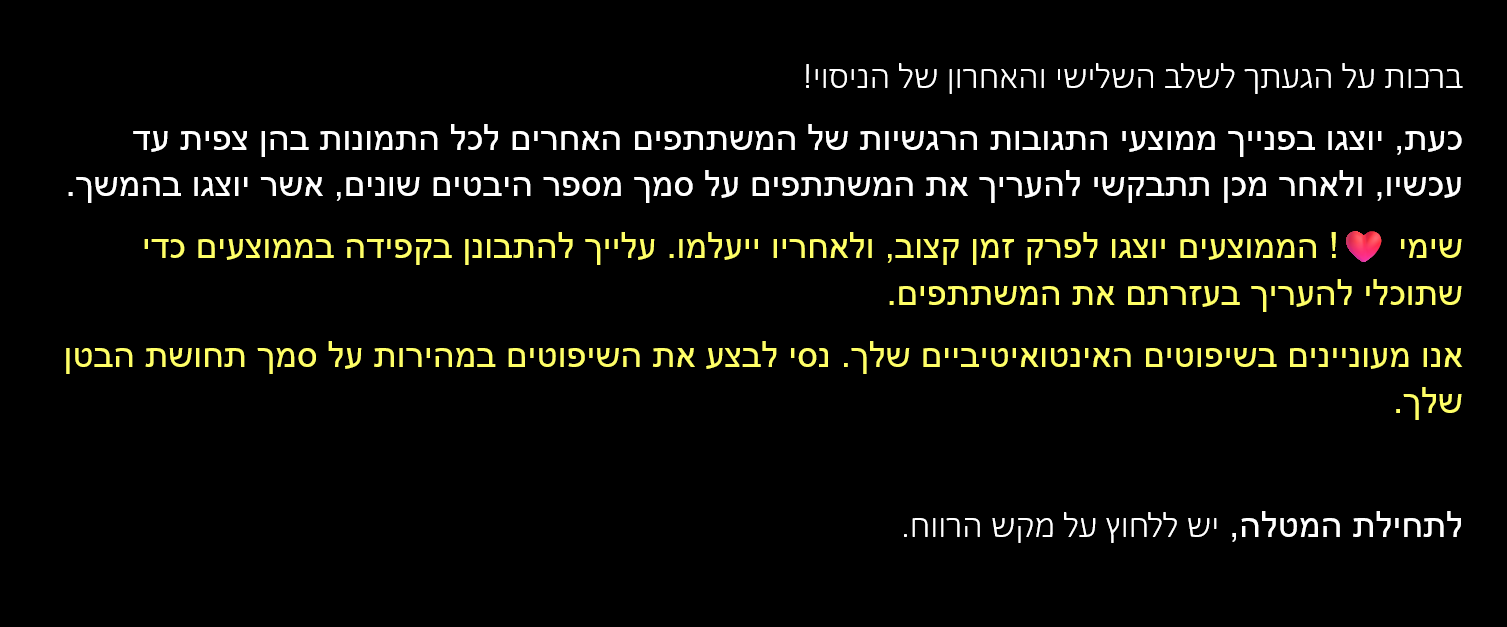 ברכות על הגעתך לשלב השלישי והאחרון של הניסוי!
כעת, יוצגו בפנייך ממוצעי התגובות הרגשיות של המשתתפים האחרים לכל התמונות בהן צפית עד
עכשיו, ולאחר מכן תתבקשי להעריך את המשתתפים על סמך מספר היבטים שונים, אשר יוצגו בהמשך.
שימי ❤️! הממוצעים יוצגו לפרק זמן קצוב, ולאחריו ייעלמו. עלייך להתבונן בקפידה בממוצעים כדי
שתוכלי להעריך בעזרתם את המשתתפים.
אנו מעוניינים בשיפוטים האינטואיטיביים שלך. נסי לבצע את השיפוטים במהירות על סמך תחושת הבטן
שלך.
לתחילת המטלה, יש ללחוץ על מקש הרווח.